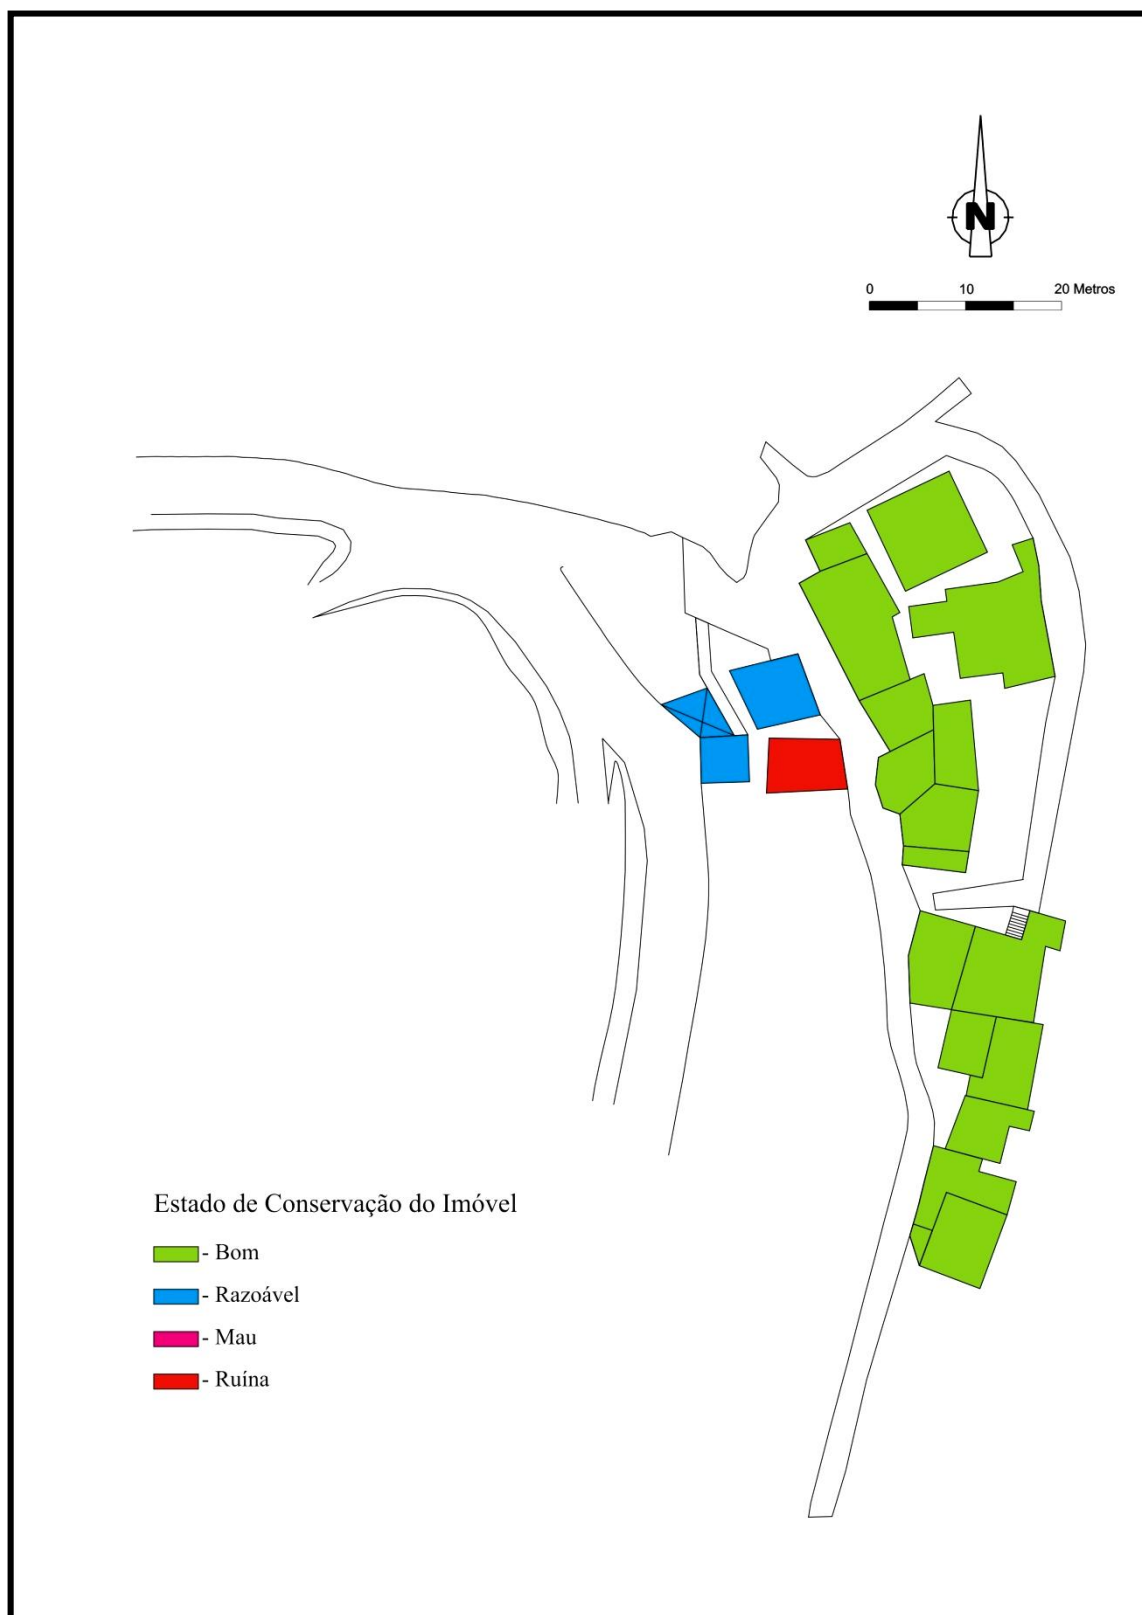 N
0 10 20 Metros
Estado de Conservação do Imóvel
- Bom
- Razoável
- Mau
- Ruína